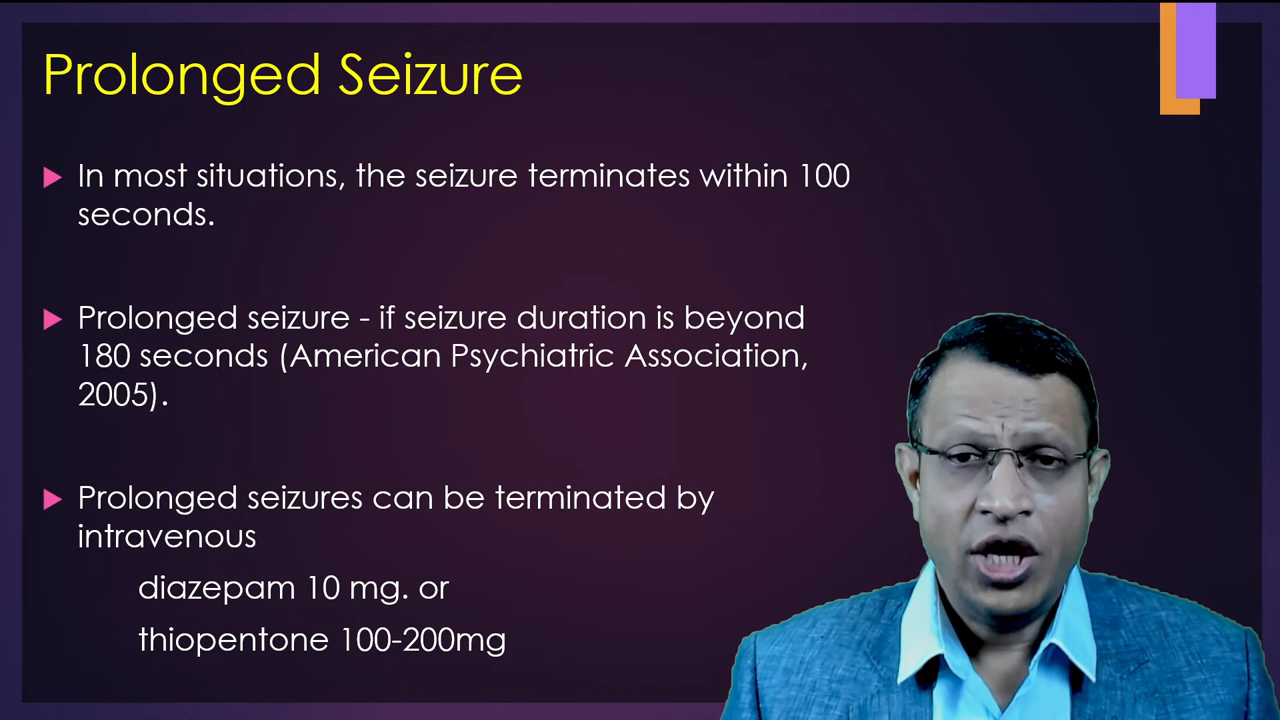 Prolonged Seizure
In most situations, the seizure terminates within 100
seconds.
Prolonged seizure - if seizure duration is beyond
180 seconds (American Psychiatric Association,
2005).
Prolonged seizures can be terminated by
intravenous
diazepam 10 mg. or
thiopentone 100-200mg